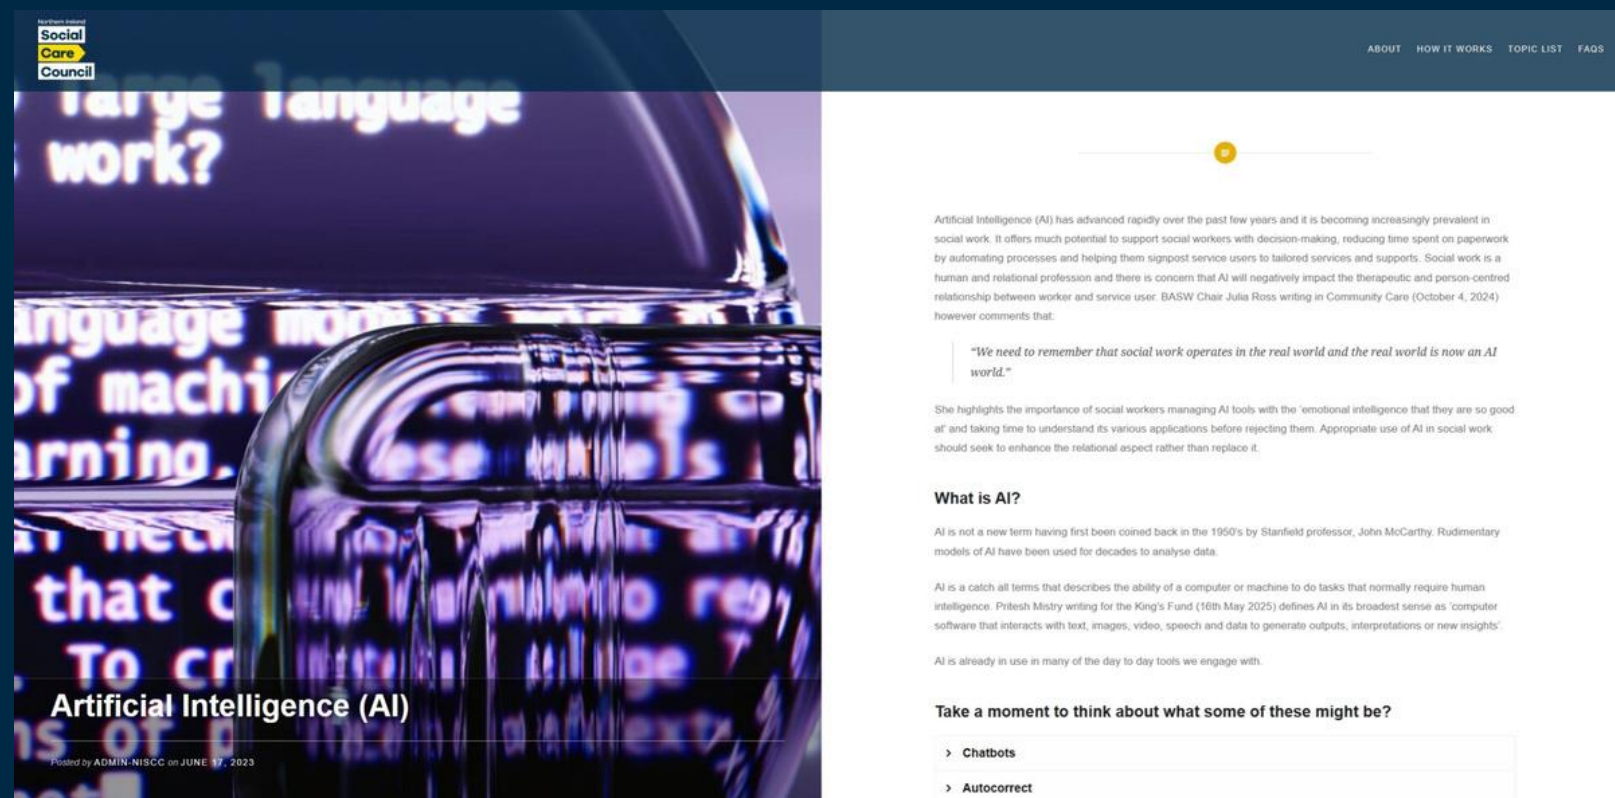 Northern Ireland
Social
Care
Council
ABOUT HOW IT WORKS TOPIC LIST FAQS
large language
work?
language
of machin
arning.
these
that
To cr
Artificial Intelligence (AI)
Posted by ADMIN-NISCC on JUNE 17, 2023
Artificial Intelligence (AI) has advanced rapidly over the past few years and it is becoming increasingly prevalent in
social work. It offers much potential to support social workers with decision-making, reducing time spent on paperwork
by automating processes and helping them signpost service users to tailored services and supports. Social work is a
human and relational profession and there is concern that AI will negatively impact the therapeutic and person-centred
relationship between worker and service user. BASW Chair Julia Ross writing in Community Care (October 4, 2024)
however comments that:
“We need to remember that social work operates in the real world and the real world is now an AI
world.”
She highlights the importance of social workers managing AI tools with the ‘emotional intelligence that they are so good
at’ and taking time to understand its various applications before rejecting them. Appropriate use of AI in social work
should seek to enhance the relational aspect rather than replace it.
What is AI?
AI is not a new term having first been coined back in the 1950’s by Stanfield professor, John McCarthy. Rudimentary
models of AI have been used for decades to analyse data.
AI is a catch all terms that describes the ability of a computer or machine to do tasks that normally require human
intelligence. Pritesh Mistry writing for the King’s Fund (16th May 2025) defines AI in its broadest sense as ‘computer
software that interacts with text, images, video, speech and data to generate outputs, interpretations or new insights’.
AI is already in use in many of the day to day tools we engage with.
Take a moment to think about what some of these might be?
Chatbots
Autocorrect